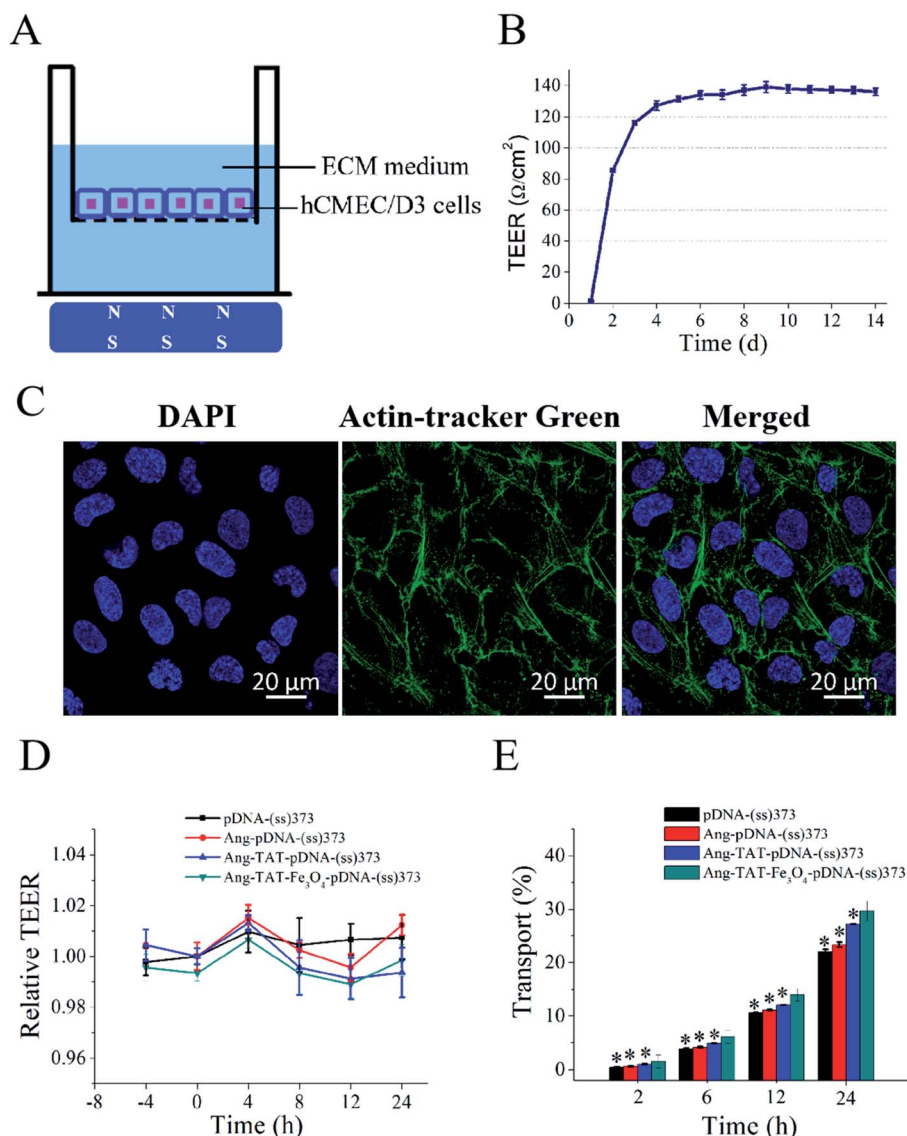 A
ECM medium
hCMEC/D3 cells
N N N
S S S
B
TEER (Ω/cm²)
140
120
100
80
60
40
20
0
0 2 4 6 8 10 12 14
Time (d)
C
DAPI Actin-tracker Green Merged
20 µm 20 µm 20 µm
D
pDNA-(ss)373
Ang-pDNA-(ss)373
Ang-TAT-pDNA-(ss)373
Ang-TAT-Fe₃O₄-pDNA-(ss)373
Relative TEER
1.04
1.02
1.00
0.98
0.96
-8 -4 0 4 8 12 24
Time (h)
E
pDNA-(ss)373
Ang-pDNA-(ss)373
Ang-TAT-pDNA-(ss)373
Ang-TAT-Fe₃O₄-pDNA-(ss)373
Transport (%)
30
20
10
0
* * * * * * * * * * * *
2 6 12 24
Time (h)